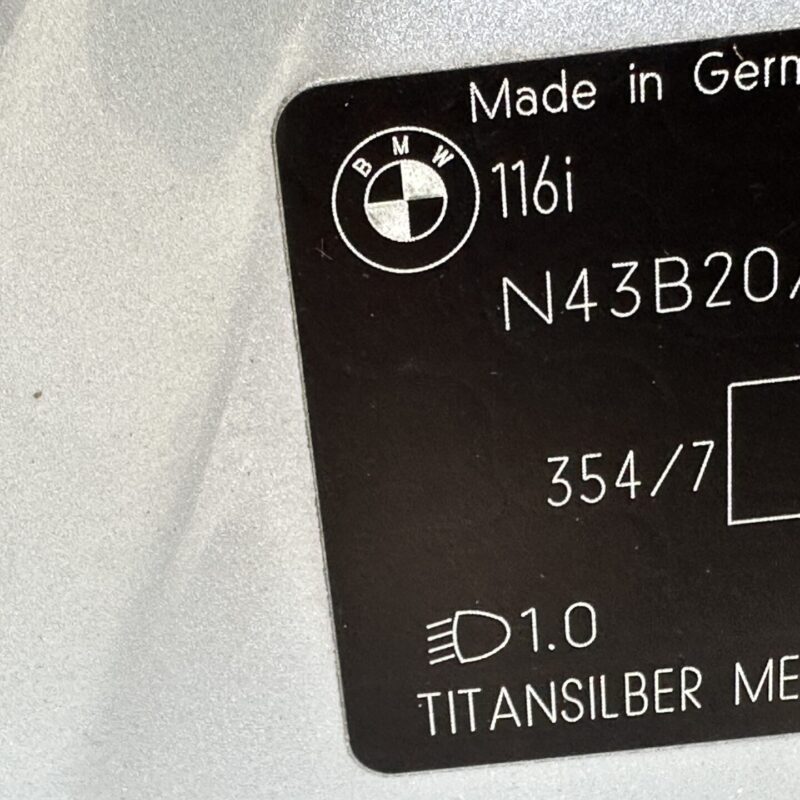 Made in Germ
BMW
116i
N43B20/
354/7
1.0
TITANSILBER ME